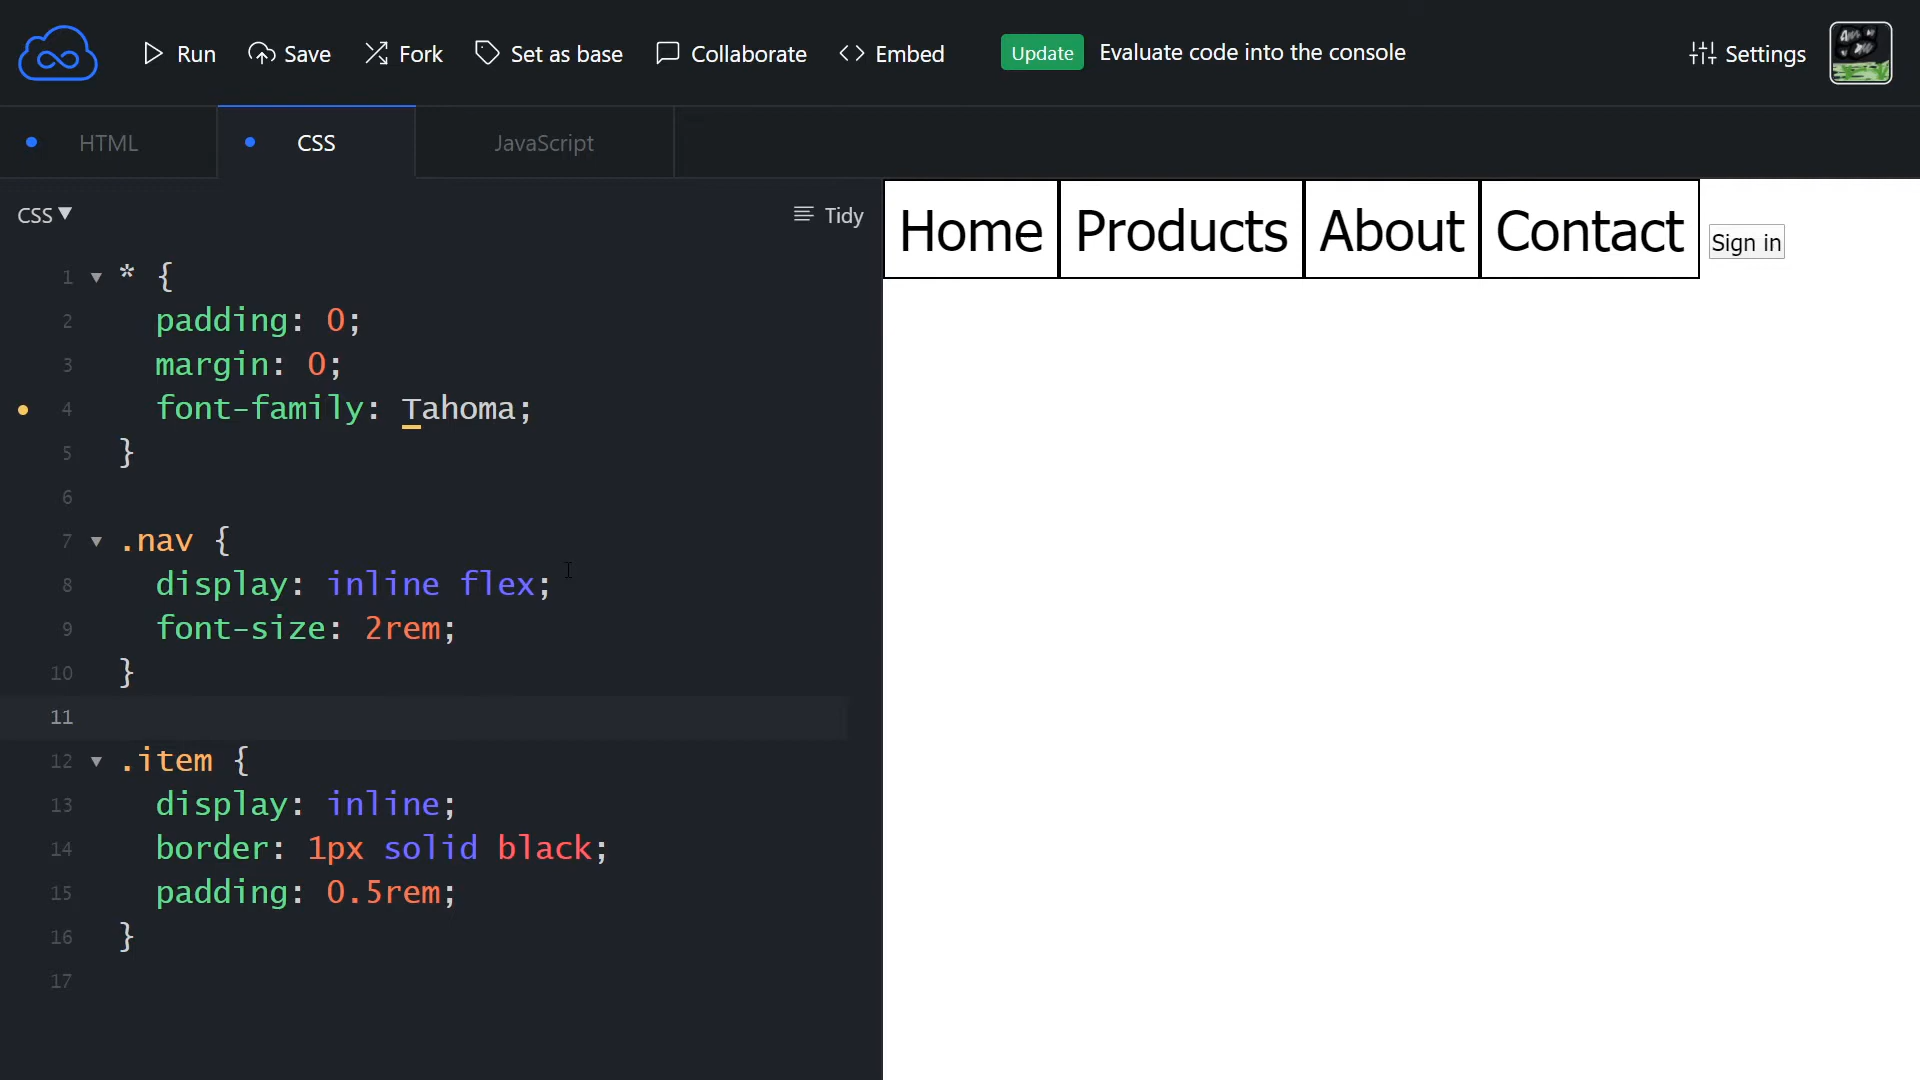 Run
Save
Fork
Set as base
Collaborate
Embed
Update
Evaluate code into the console
Settings
HTML
CSS
JavaScript
CSS▼
Tidy
1 ▼ * {
2 padding: 0;
3 margin: 0;
4 font-family: Tahoma;
5 }
6
7 ▼ .nav {
8 display: inline flex;
9 font-size: 2rem;
10 }
11
12 ▼ .item {
13 display: inline;
14 border: 1px solid black;
15 padding: 0.5rem;
16 }
17
Home Products About Contact Sign in